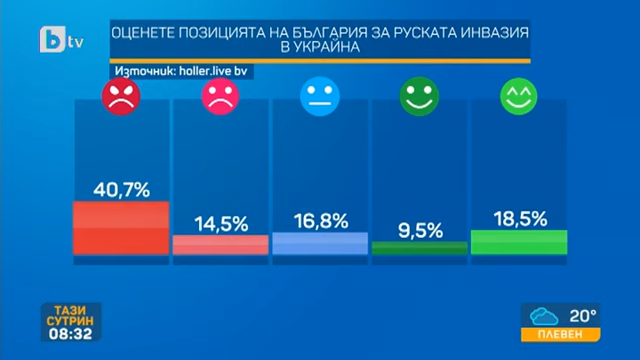 ОЦЕНЕТЕ ПОЗИЦИЯТА НА БЪЛГАРИЯ ЗА РУСКАТА ИНВАЗИЯ
В УКРАЙНА
btv
Източник: holler.live bv
40,7%
14,5%
16,8%
9,5%
18,5%
ТАЗИ
СУТРИН
08:32
20°
ПЛЕВЕН